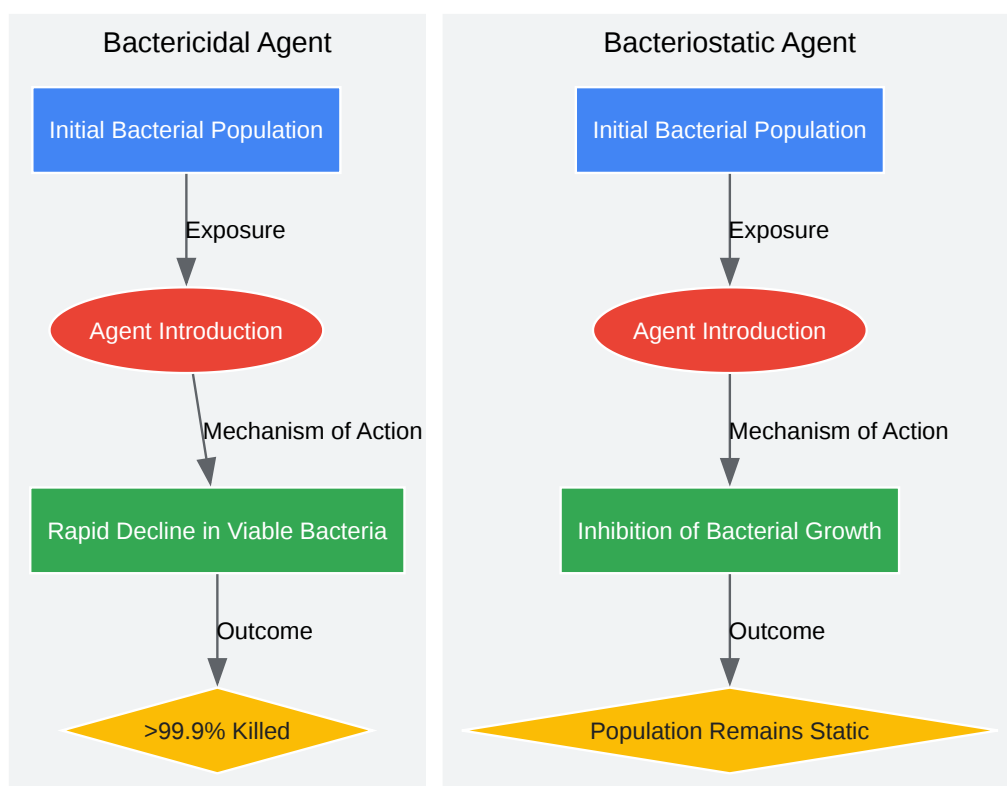 Bactericidal Agent
Initial Bacterial Population
Exposure
Agent Introduction
Mechanism of Action
Rapid Decline in Viable Bacteria
Outcome
>99.9% Killed
Bacteriostatic Agent
Initial Bacterial Population
Exposure
Agent Introduction
Mechanism of Action
Inhibition of Bacterial Growth
Outcome
Population Remains Static